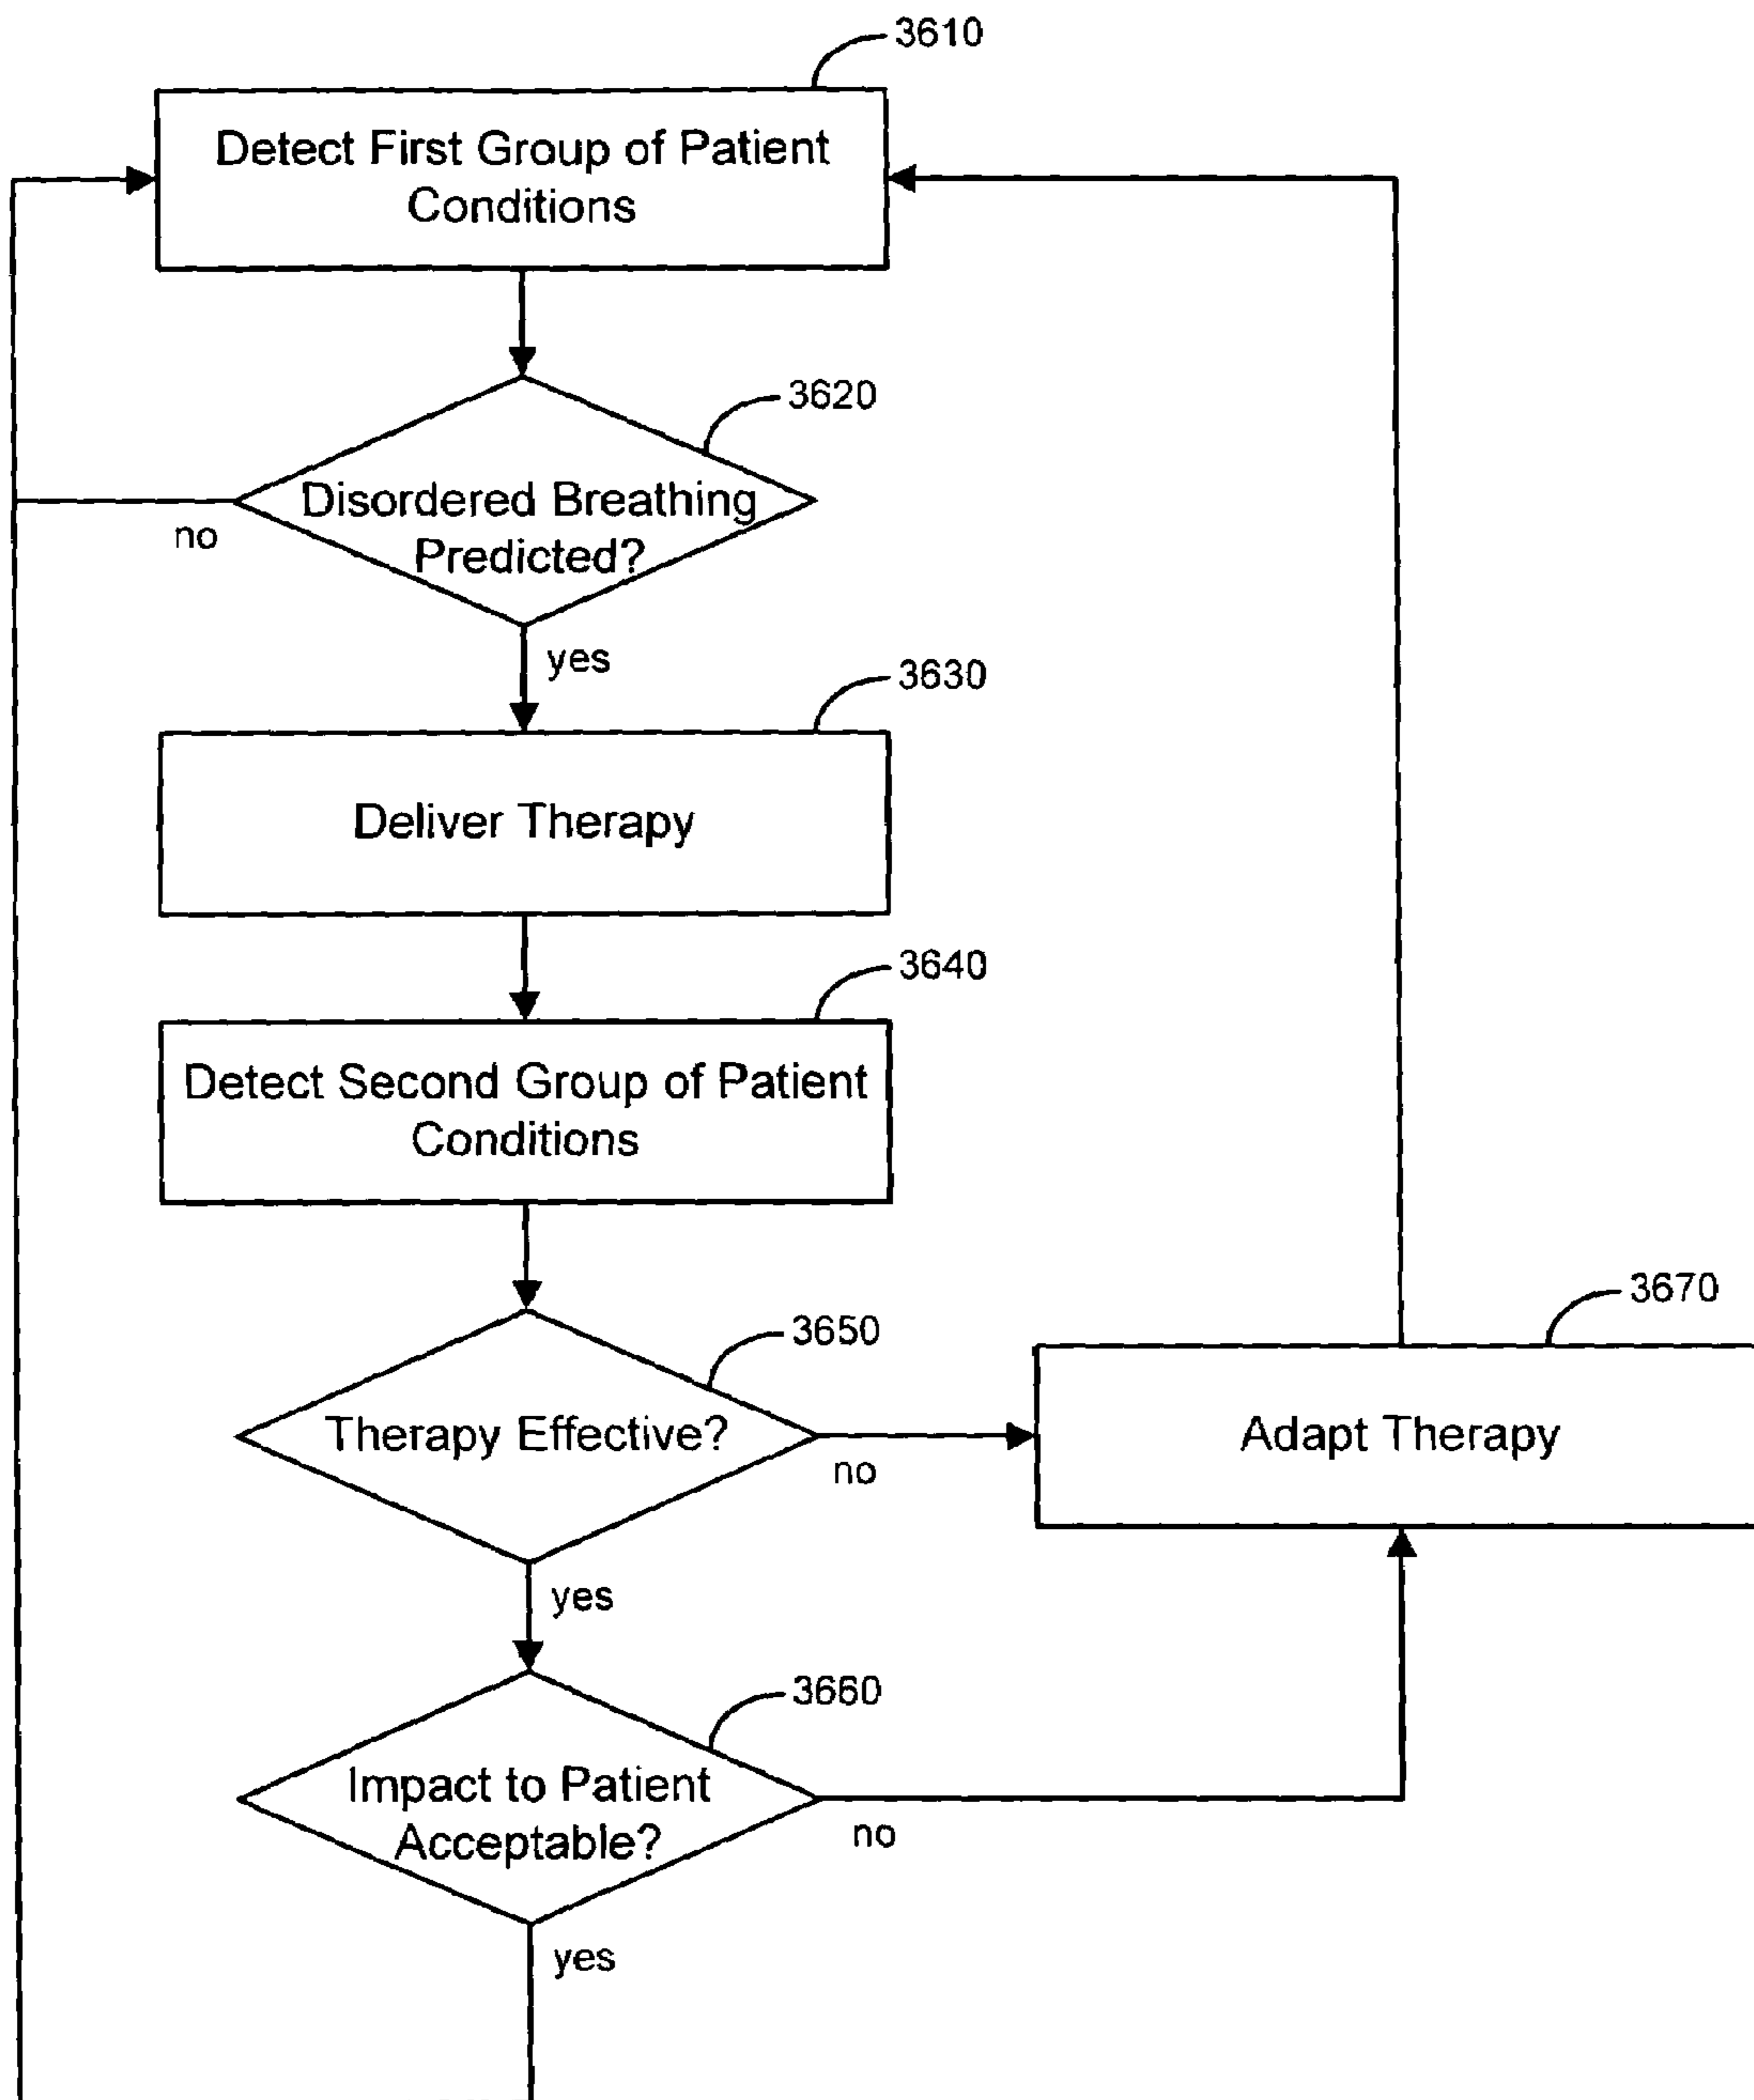 3610
Detect First Group of Patient
Conditions
3620
Disordered Breathing
Predicted?
no
yes
3630
Deliver Therapy
3640
Detect Second Group of Patient
Conditions
3650
Therapy Effective?
no
3670
Adapt Therapy
yes
3660
Impact to Patient
Acceptable?
no
yes